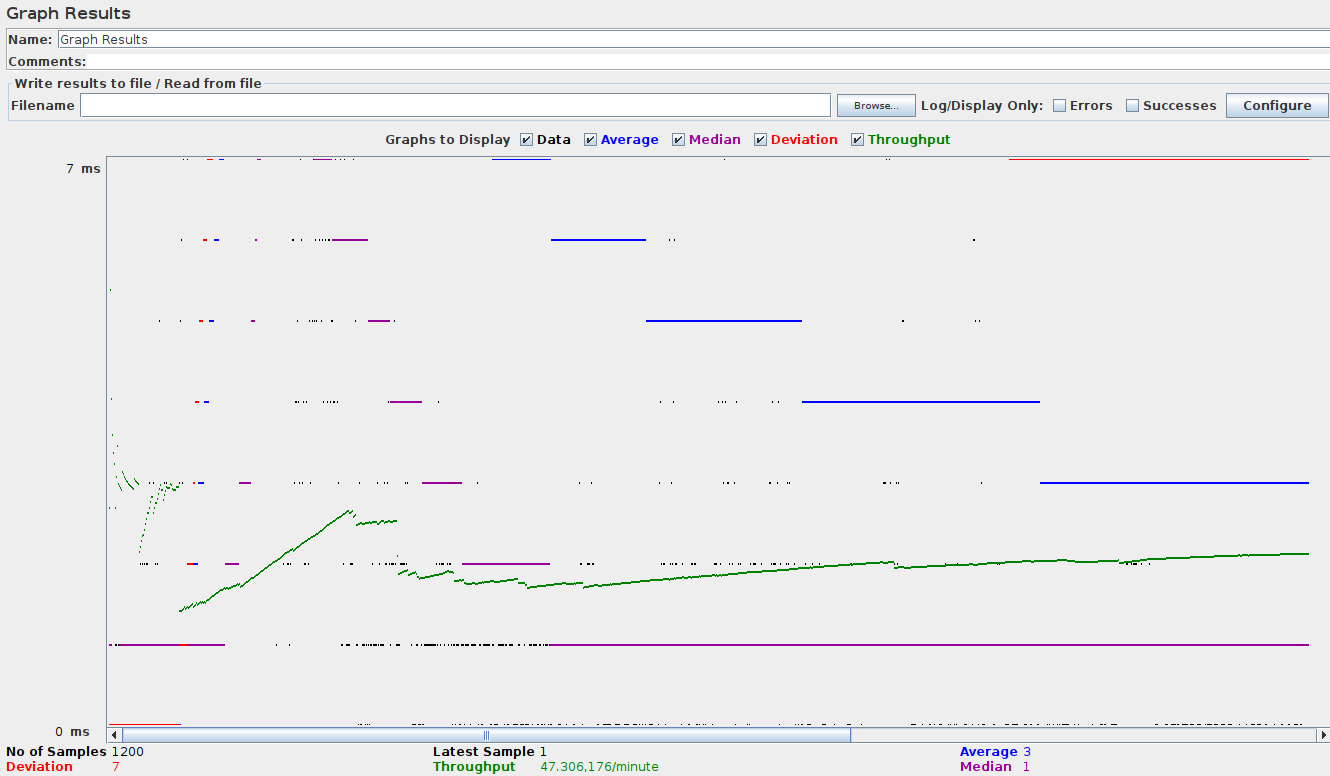 Graph Results
Name: Graph Results
Comments:
Write results to file / Read from file
Filename Browse... Log/Display Only: Errors Successes Configure
Graphs to Display Data Average Median Deviation Throughput
7 ms
0 ms
No of Samples 1200 Latest Sample 1 Average 3
Deviation 7 Throughput 47.306,176/minute Median 1